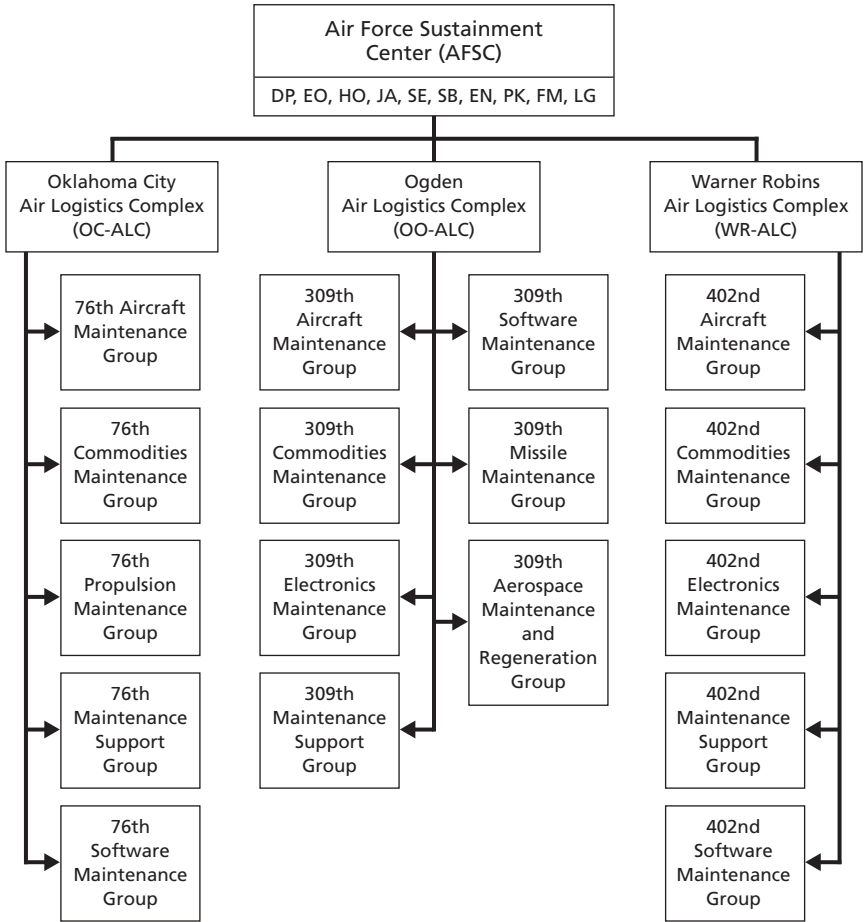 Air Force Sustainment
Center (AFSC)
DP, EO, HO, JA, SE, SB, EN, PK, FM, LG
Oklahoma City
Air Logistics Complex
(OC-ALC)
Ogden
Air Logistics Complex
(OO-ALC)
Warner Robins
Air Logistics Complex
(WR-ALC)
76th Aircraft
Maintenance
Group
76th
Commodities
Maintenance
Group
76th
Propulsion
Maintenance
Group
76th
Maintenance
Support
Group
76th
Software
Maintenance
Group
309th
Aircraft
Maintenance
Group
309th
Software
Maintenance
Group
309th
Commodities
Maintenance
Group
309th
Missile
Maintenance
Group
309th
Electronics
Maintenance
Group
309th
Aerospace
Maintenance
and
Regeneration
Group
309th
Maintenance
Support
Group
402nd
Aircraft
Maintenance
Group
402nd
Commodities
Maintenance
Group
402nd
Electronics
Maintenance
Group
402nd
Maintenance
Support
Group
402nd
Software
Maintenance
Group